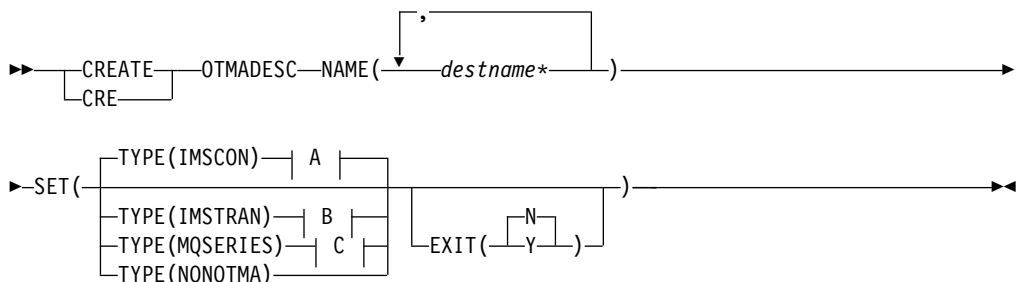 ,
CREATE OTMADESC NAME( destname* )
CRE
TYPE(IMSCON) A
SET( )
TYPE(IMSTRAN) B N
TYPE(MQSERIES) C EXIT( Y )
TYPE(NONOTMA)